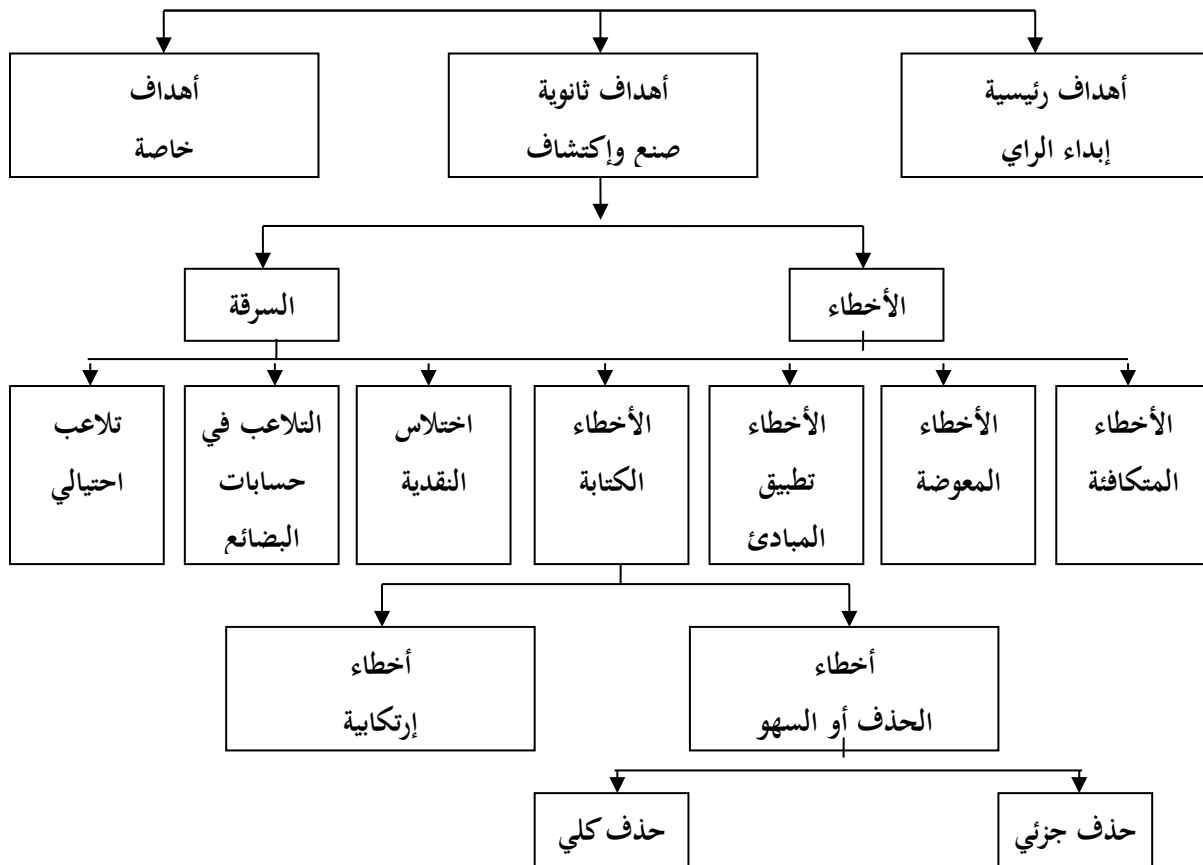 أهداف رئيسية
إبداء الراي
أهداف ثانوية
صنع وإكتشاف
أهداف
خاصة
الأخطاء
السرقة
الأخطاء
المتكافئة
الأخطاء
المعوضة
الأخطاء
تطبيق
المبادئ
الأخطاء
الكتابة
اختلاس
النقدية
التلاعب في
حسابات
البضائع
تلاعب
احتيالي
أخطاء
الحذف أو السهو
أخطاء
إرتكابية
حذف جزئي
حذف كلي